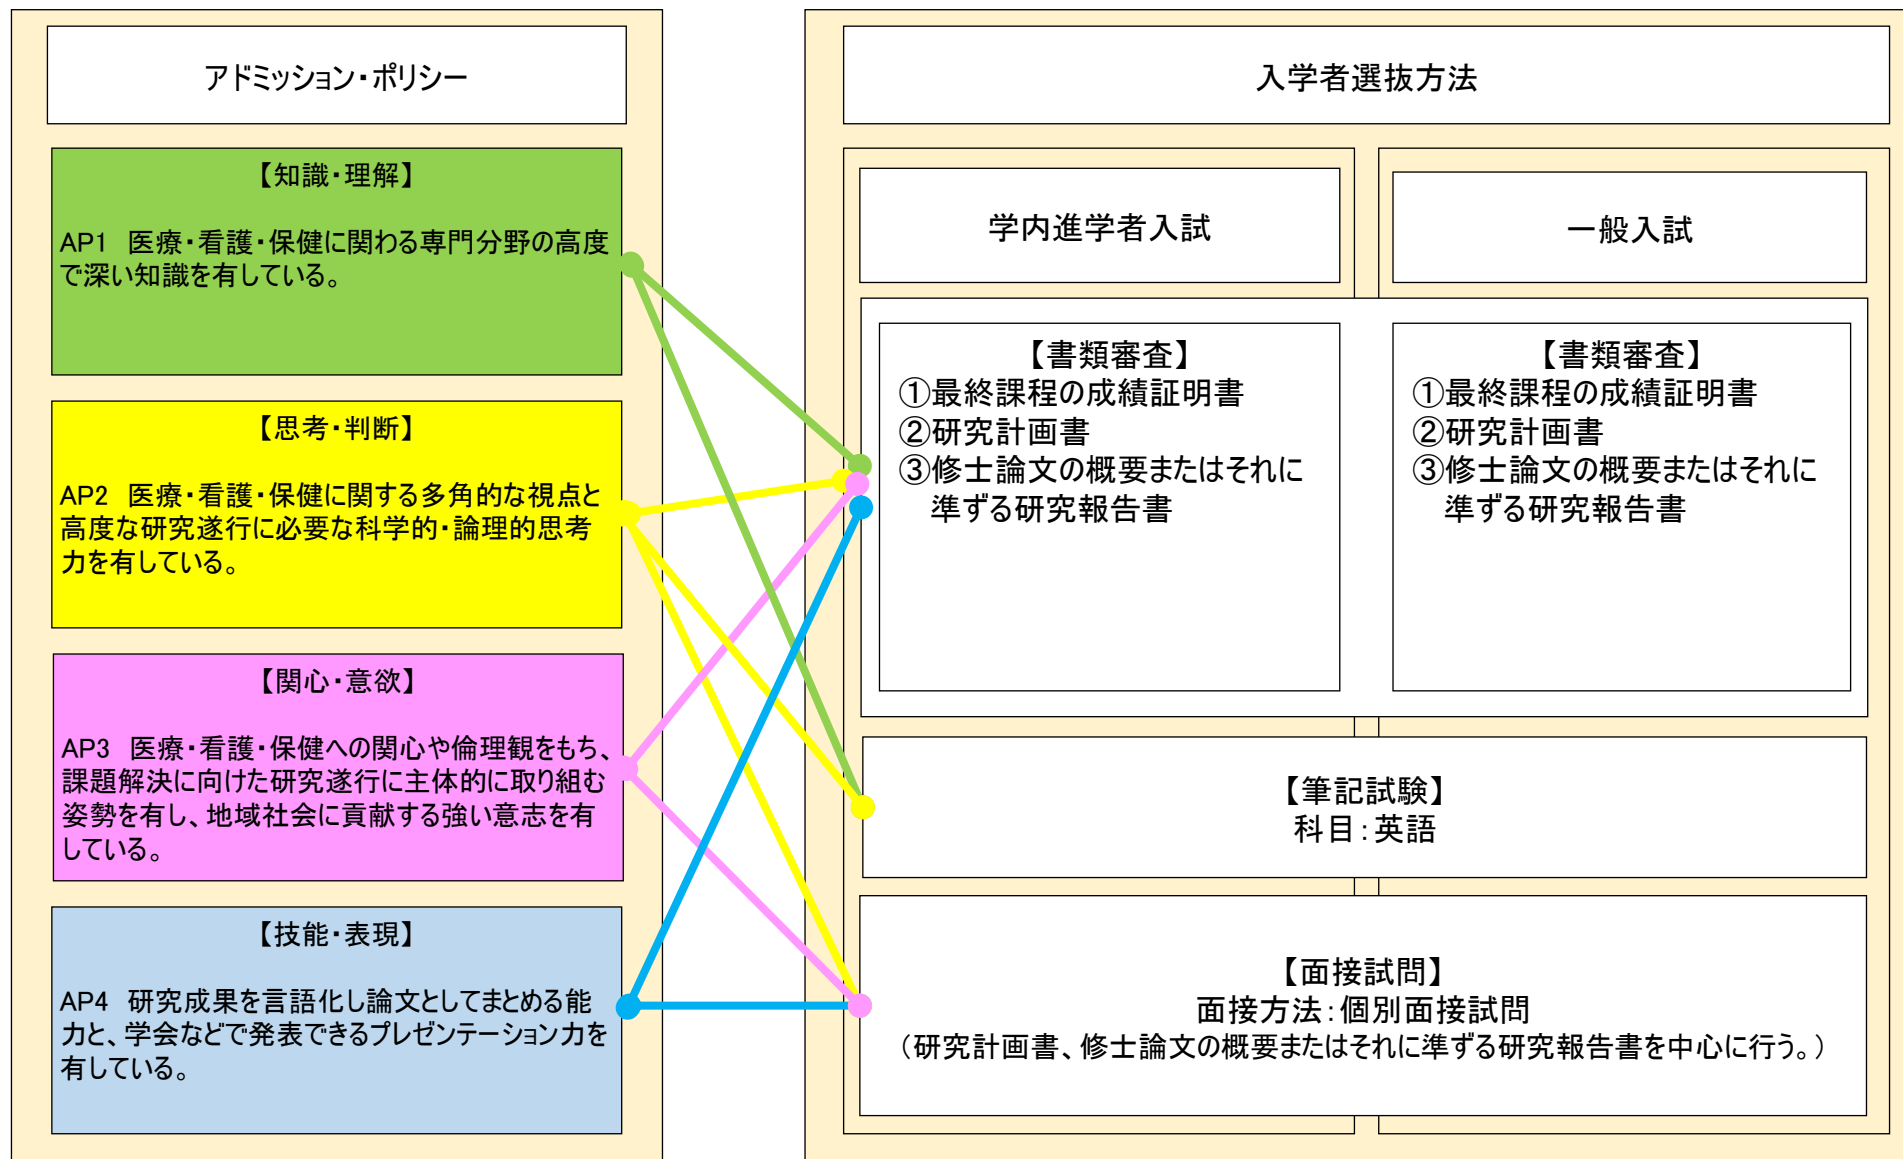 アドミッション・ポリシー
【知識・理解】
AP1　医療・看護・保健に関わる専門分野の高度
で深い知識を有している。
【思考・判断】
AP2　医療・看護・保健に関する多角的な視点と
高度な研究遂行に必要な科学的・論理的思考
力を有している。
【関心・意欲】
AP3　医療・看護・保健への関心や倫理観をもち、
課題解決に向けた研究遂行に主体的に取り組む
姿勢を有し、地域社会に貢献する強い意志を有
している。
【技能・表現】
AP4　研究成果を言語化し論文としてまとめる能
力と、学会などで発表できるプレゼンテーション力を
有している。
入学者選抜方法
学内進学者入試
【書類審査】
①最終課程の成績証明書
②研究計画書
③修士論文の概要またはそれに
準ずる研究報告書
一般入試
【書類審査】
①最終課程の成績証明書
②研究計画書
③修士論文の概要またはそれに
準ずる研究報告書
【筆記試験】
科目：英語
【面接試問】
面接方法：個別面接試問
（研究計画書、修士論文の概要またはそれに準ずる研究報告書を中心に行う。）